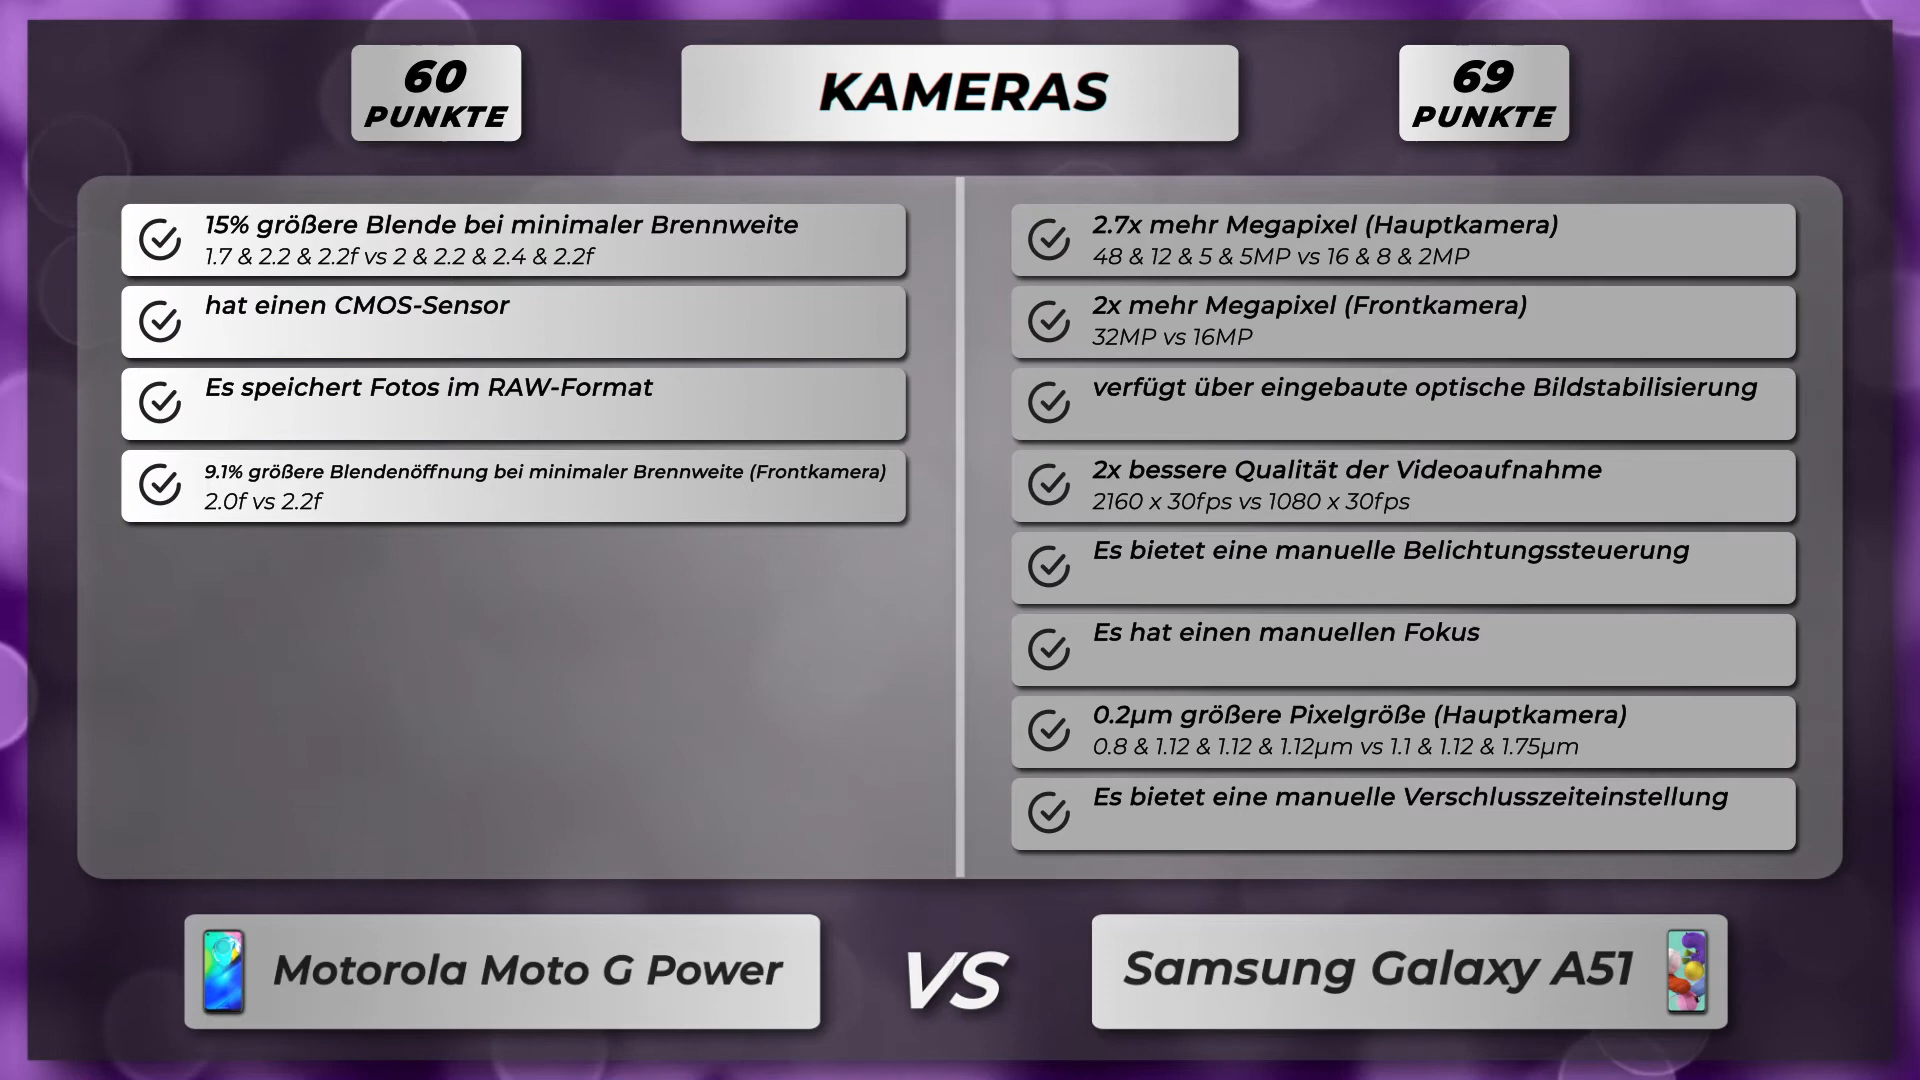 60
PUNKTE
KAMERAS
69
PUNKTE
15% größere Blende bei minimaler Brennweite
1.7 & 2.2 & 2.2f vs 2 & 2.2 & 2.4 & 2.2f
hat einen CMOS-Sensor
Es speichert Fotos im RAW-Format
9.1% größere Blendenöffnung bei minimaler Brennweite (Frontkamera)
2.0f vs 2.2f
2.7x mehr Megapixel (Hauptkamera)
48 & 12 & 5 & 5MP vs 16 & 8 & 2MP
2x mehr Megapixel (Frontkamera)
32MP vs 16MP
verfügt über eingebaute optische Bildstabilisierung
2x bessere Qualität der Videoaufnahme
2160 x 30fps vs 1080 x 30fps
Es bietet eine manuelle Belichtungssteuerung
Es hat einen manuellen Fokus
0.2µm größere Pixelgröße (Hauptkamera)
0.8 & 1.12 & 1.12 & 1.12µm vs 1.1 & 1.12 & 1.75µm
Es bietet eine manuelle Verschlusszeiteinstellung
Motorola Moto G Power
VS
Samsung Galaxy A51